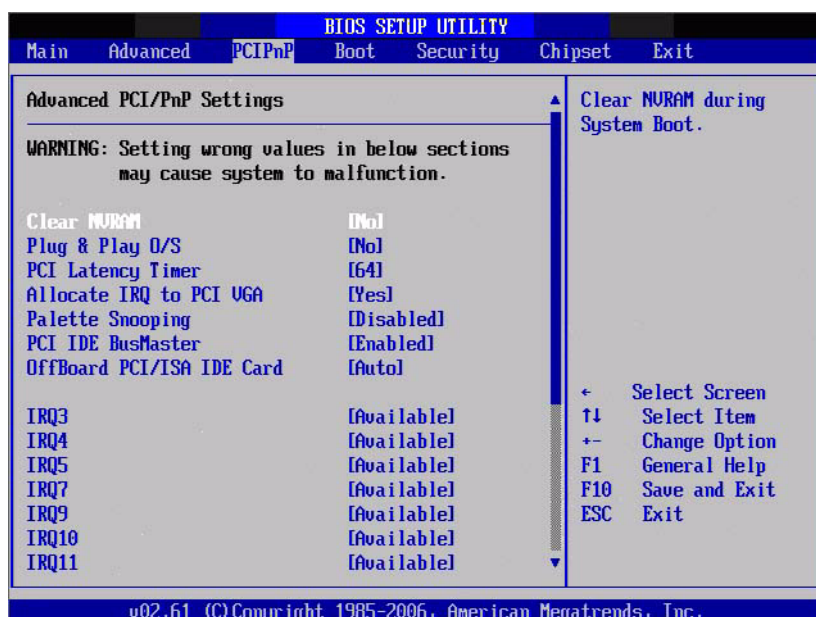 BIOS SETUP UTILITY
Main Advanced PCIPnP Boot Security Chipset Exit
Advanced PCI/PnP Settings
WARNING: Setting wrong values in below sections
may cause system to malfunction.
Clear NVRAM [No]
Plug & Play O/S [No]
PCI Latency Timer [64]
Allocate IRQ to PCI VGA [Yes]
Palette Snooping [Disabled]
PCI IDE BusMaster [Enabled]
OffBoard PCI/ISA IDE Card [Auto]
IRQ3 [Available]
IRQ4 [Available]
IRQ5 [Available]
IRQ7 [Available]
IRQ9 [Available]
IRQ10 [Available]
IRQ11 [Available]
Clear NVRAM during
System Boot.
← Select Screen
↑↓ Select Item
+- Change Option
F1 General Help
F10 Save and Exit
ESC Exit
v02.61 (C)Copyright 1985-2006, American Megatrends, Inc.